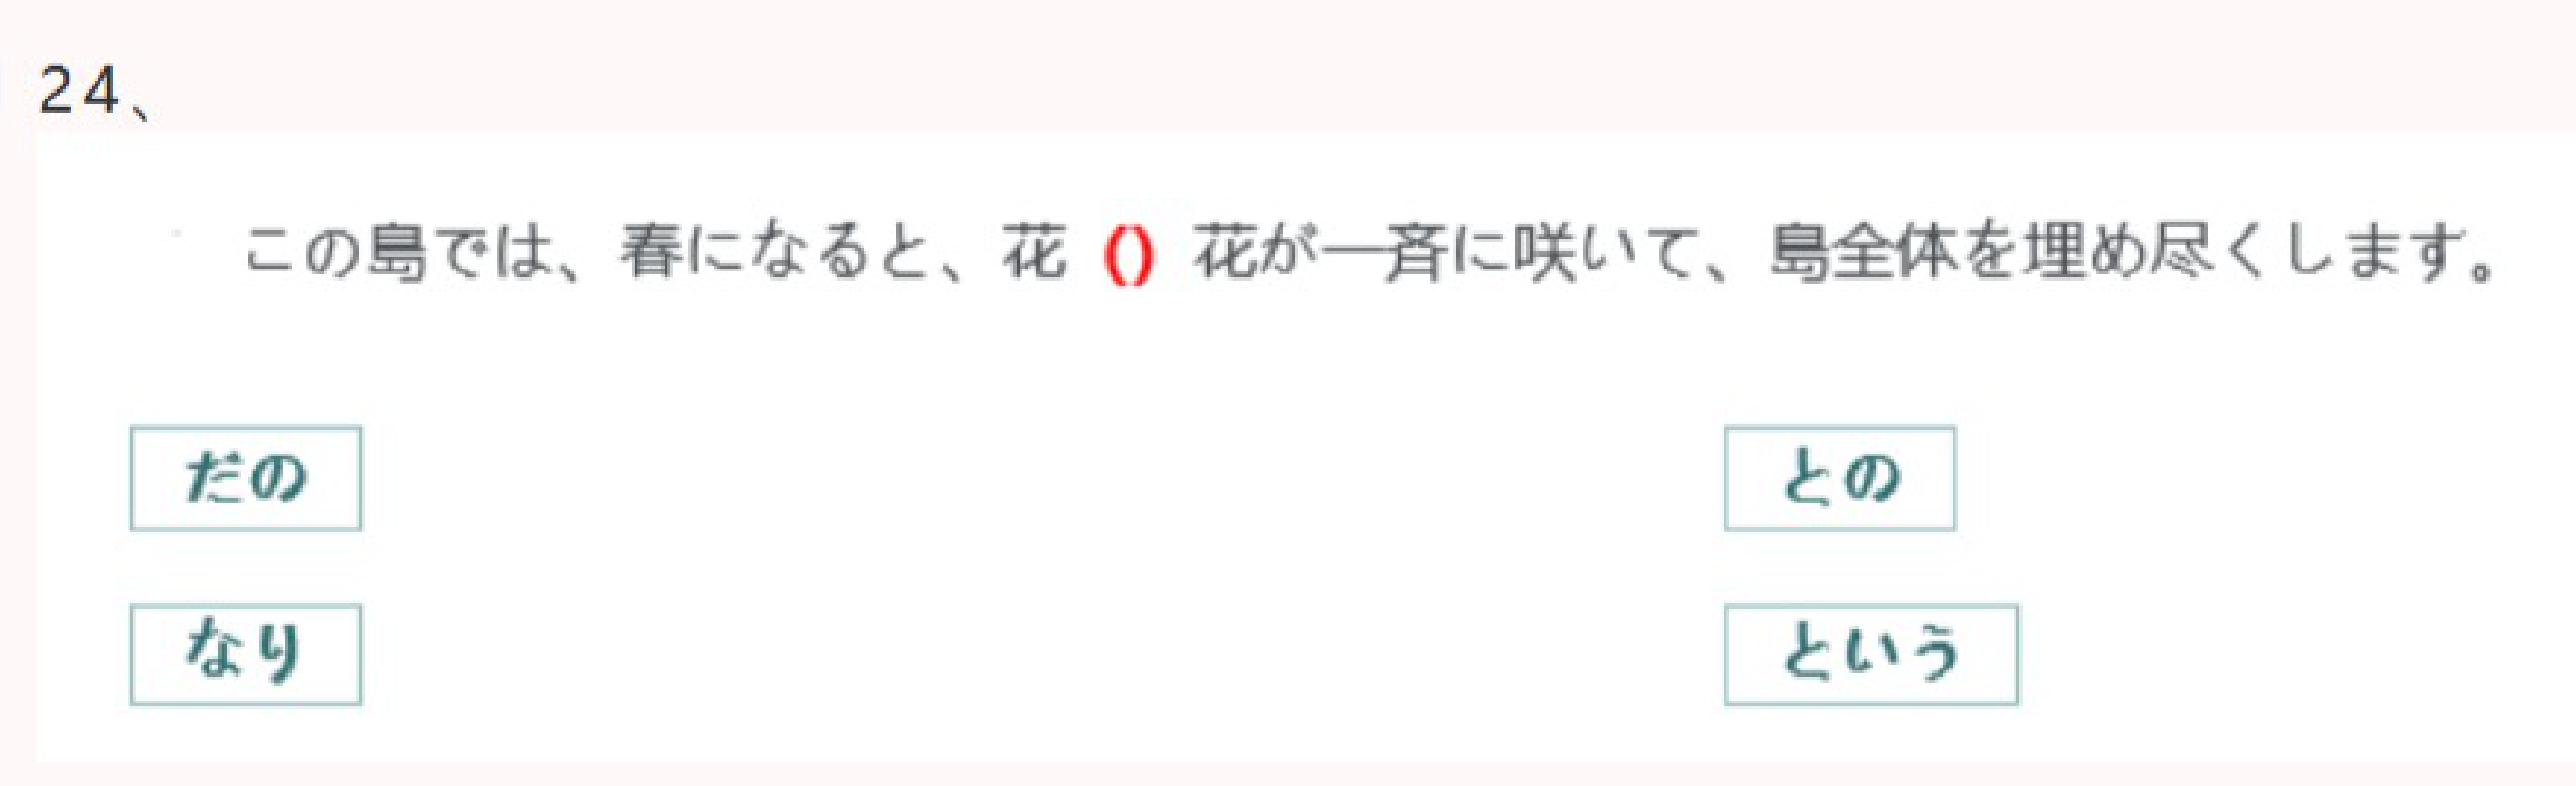 24、
この島では、春になると、花 () 花が一斉に咲いて、島全体を埋め尽くします。
だの
との
なり
という